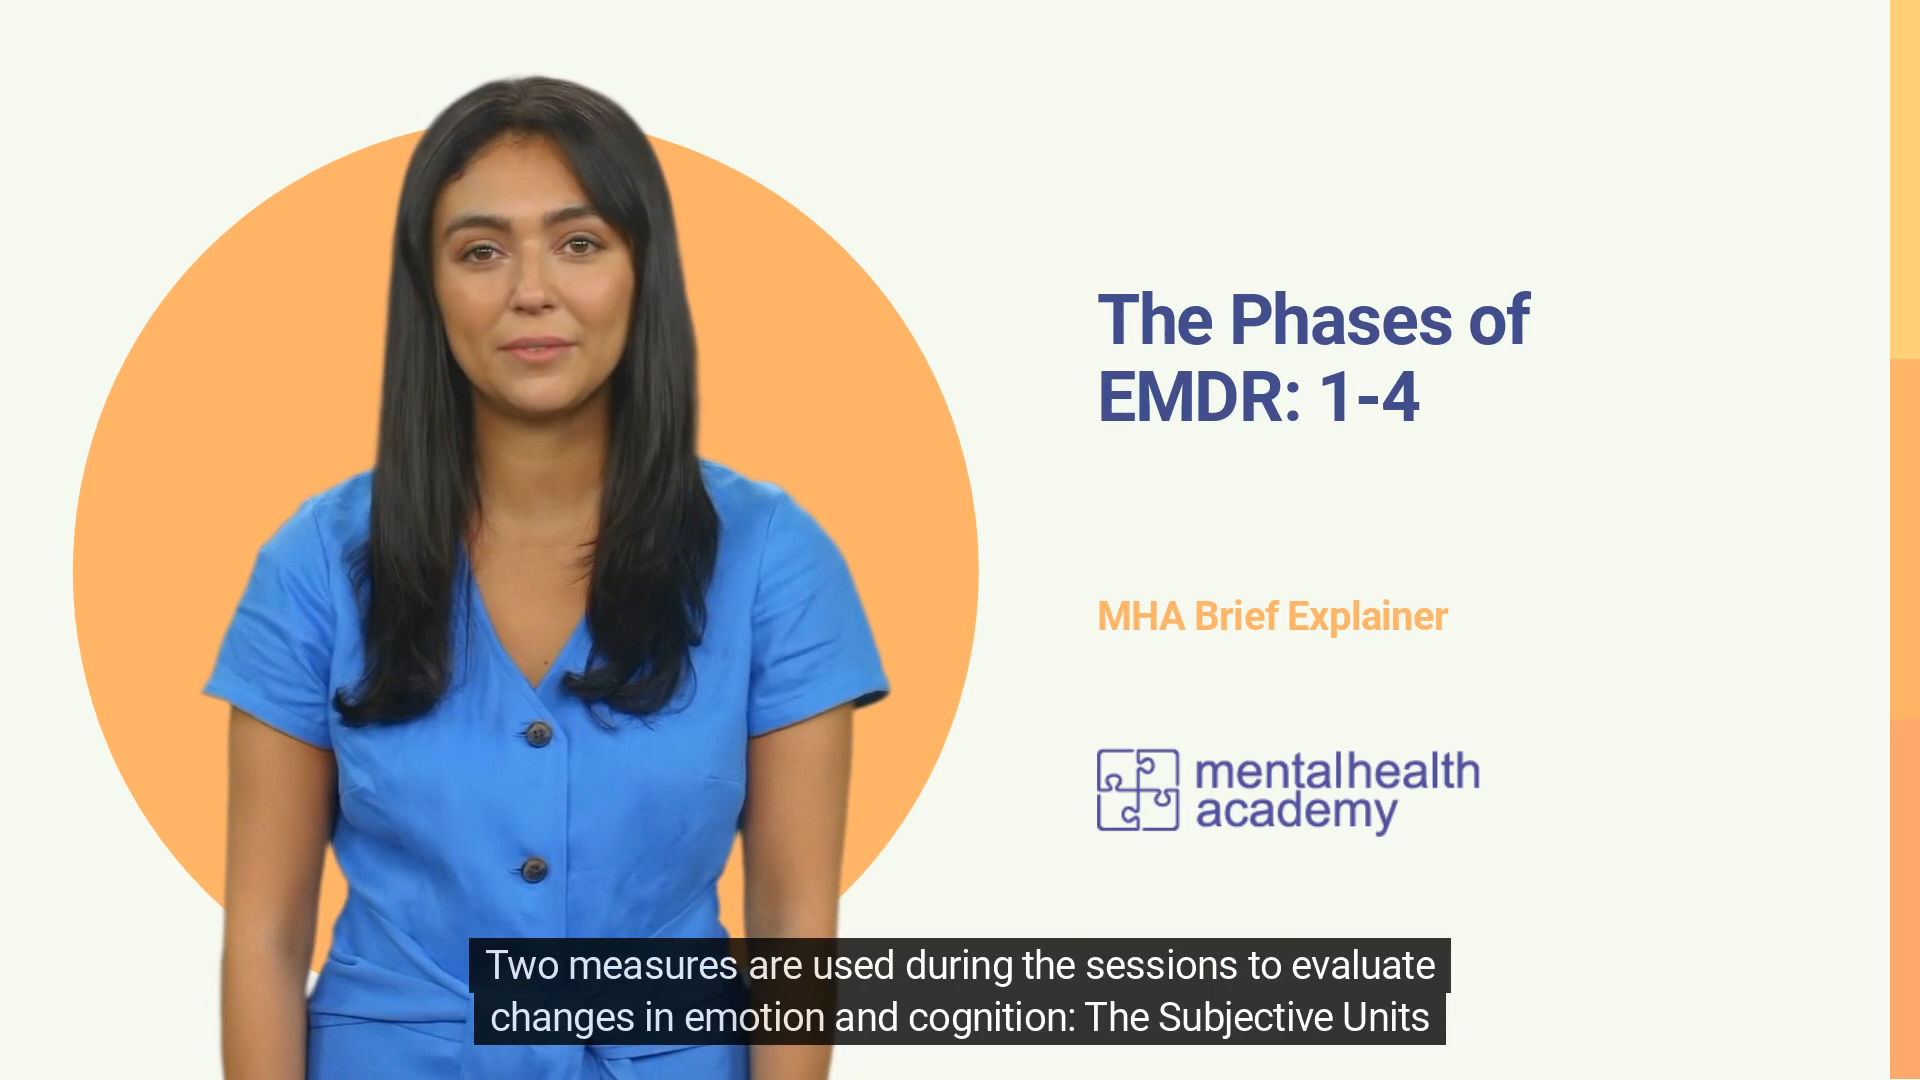 The Phases of
EMDR: 1-4
MHA Brief Explainer
mentalhealth
academy
Two measures are used during the sessions to evaluate
changes in emotion and cognition: The Subjective Units